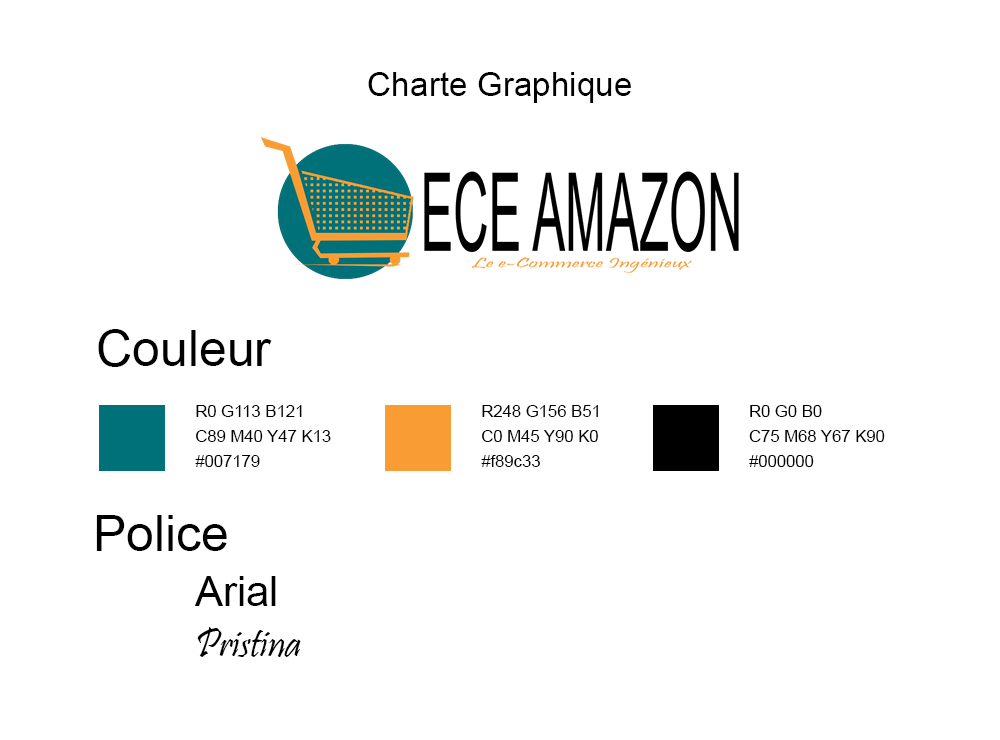 Charte Graphique
ECE AMAZON
Le e-Commerce Ingénieux
Couleur
R0 G113 B121
C89 M40 Y47 K13
#007179
R248 G156 B51
C0 M45 Y90 K0
#f89c33
R0 G0 B0
C75 M68 Y67 K90
#000000
Police
Arial
Pristina